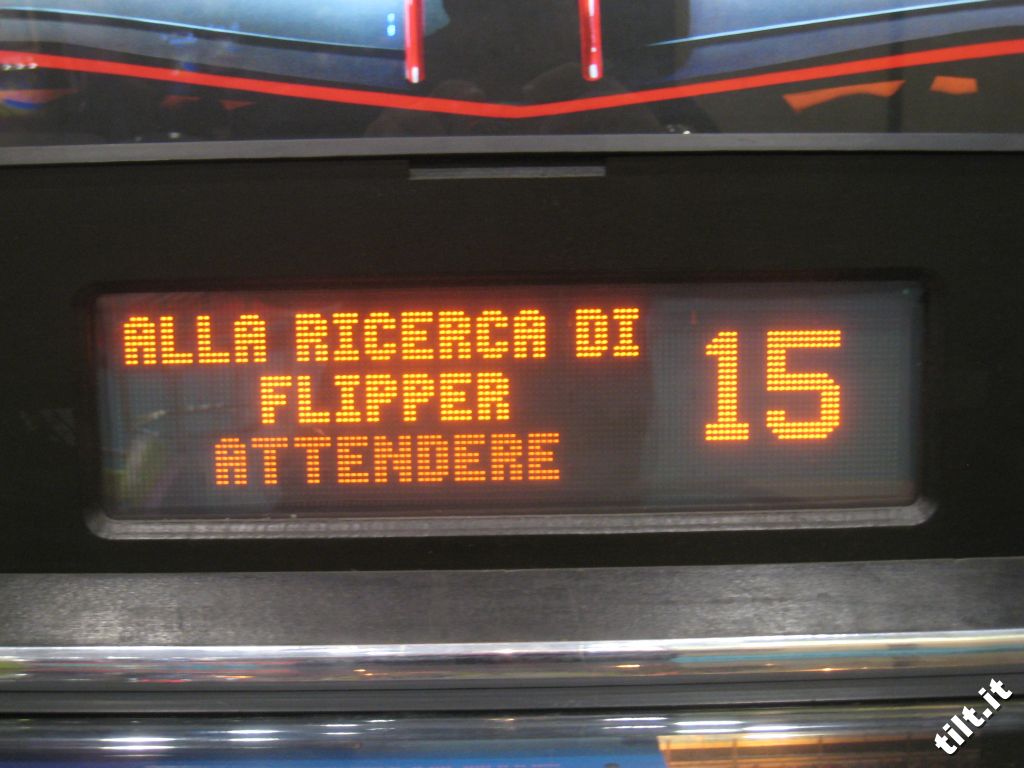 ALLA RICERCA DI
FLIPPER
ATTENDERE
15
tilt.it